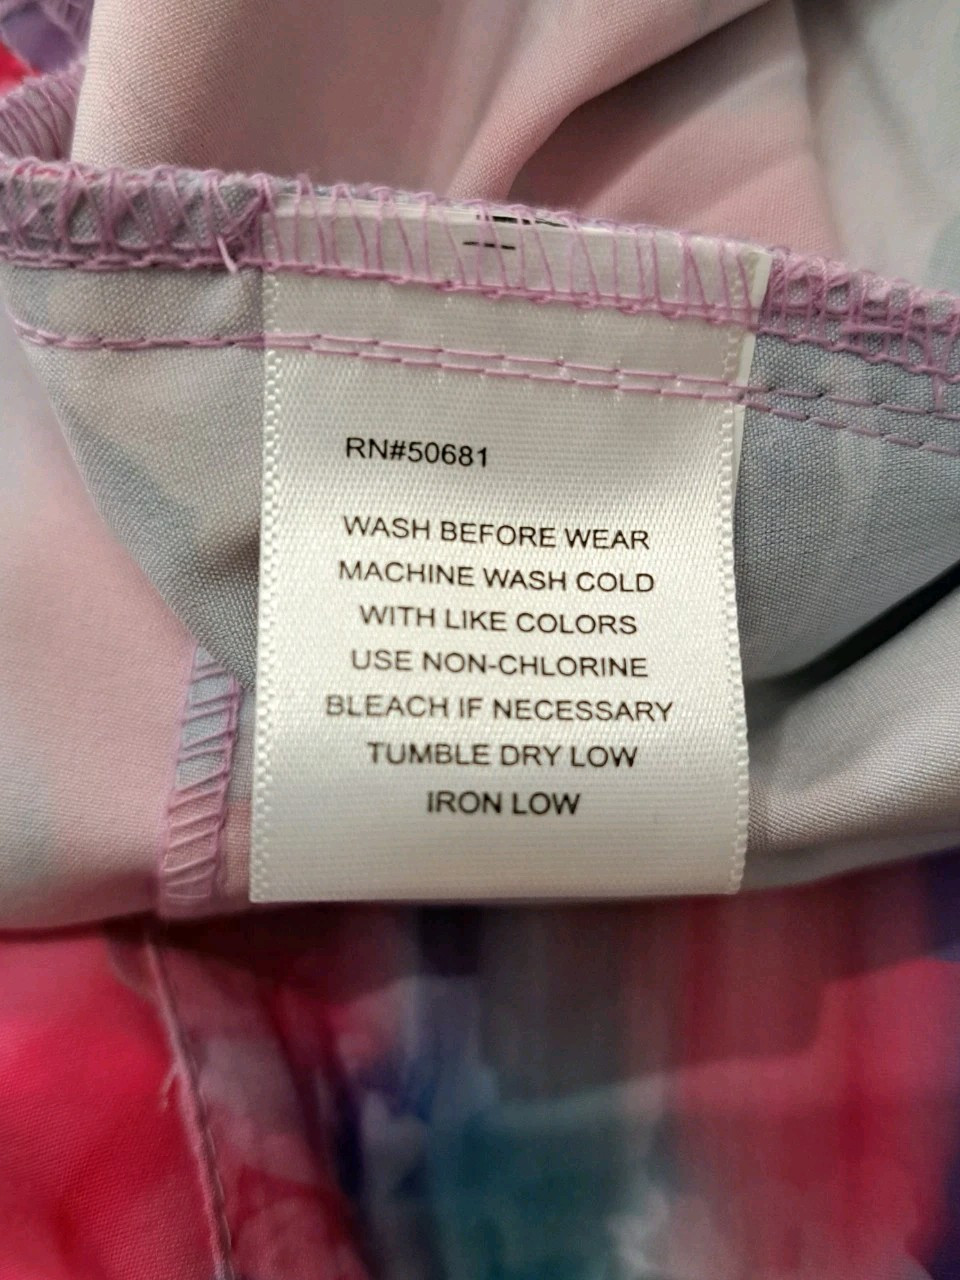 RN#50681
WASH BEFORE WEAR
MACHINE WASH COLD
WITH LIKE COLORS
USE NON-CHLORINE
BLEACH IF NECESSARY
TUMBLE DRY LOW
IRON LOW